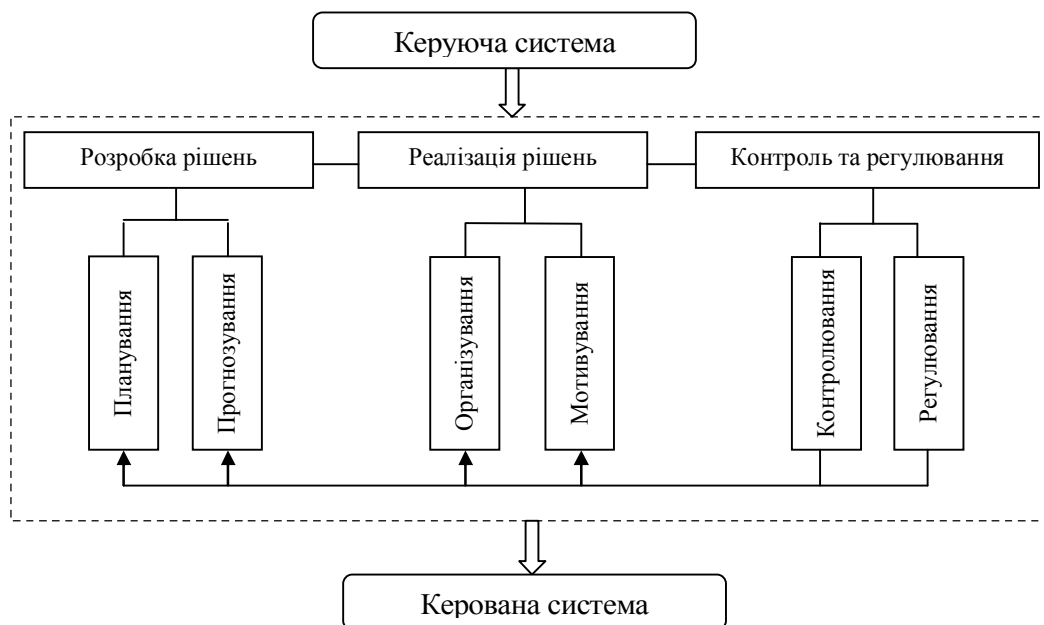 Керуюча система
Розробка рішень
Реалізація рішень
Контроль та регулювання
Планування
Прогнозування
Організування
Мотивування
Контролювання
Регулювання
Керована система